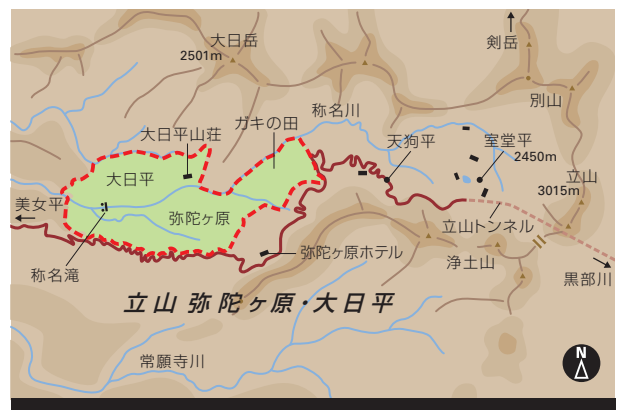 大日岳
2501m
剣岳
別山
称名川
ガキの田
大日平山荘
天狗平
室堂平
2450m
大日平
立山
3015m
美女平
弥陀ヶ原
立山トンネル
弥陀ヶ原ホテル
浄土山
称名滝
黒部川
立山 弥陀ヶ原・大日平
常願寺川
N